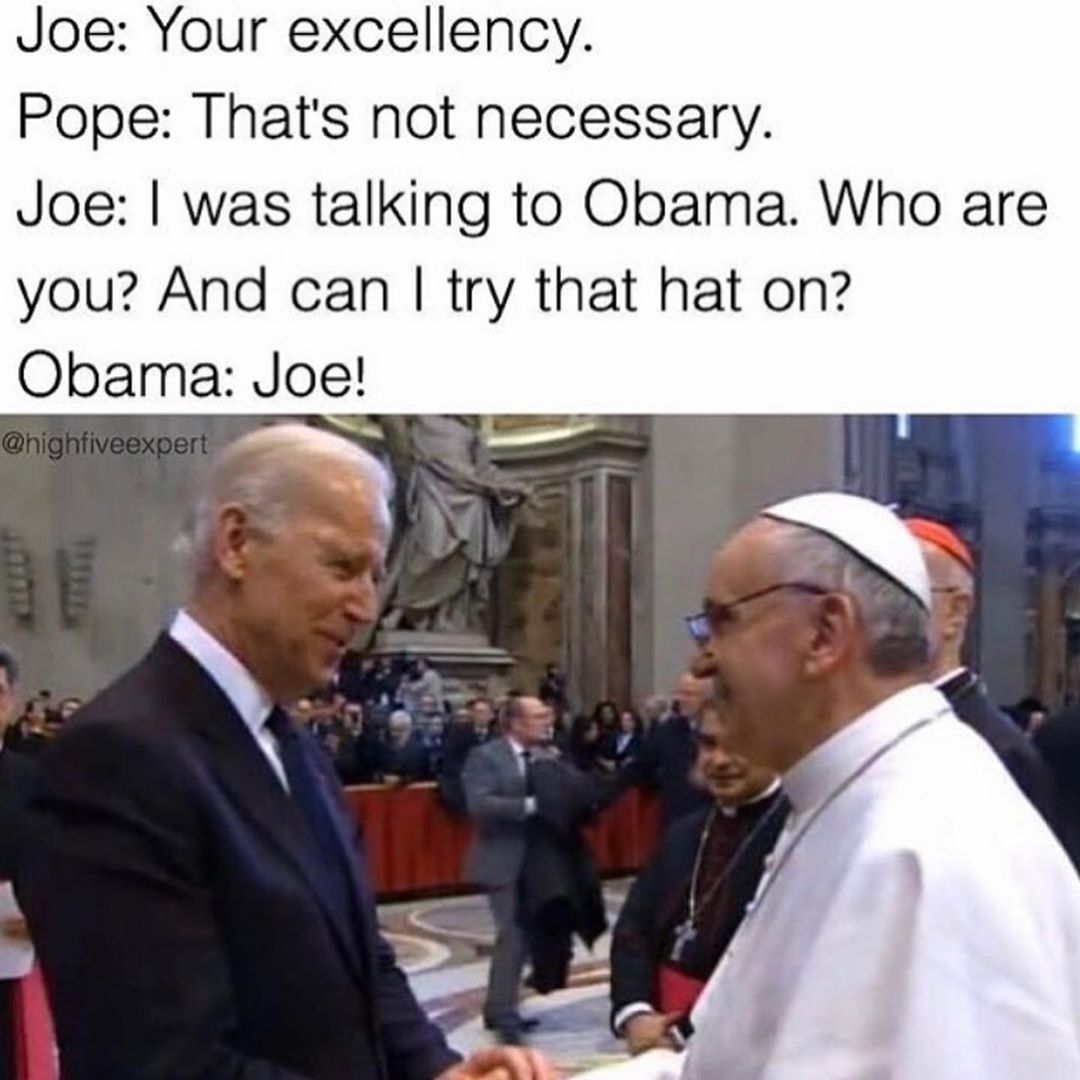 Joe: Your excellency.
Pope: That's not necessary.
Joe: I was talking to Obama. Who are
you? And can I try that hat on?
Obama: Joe!
@highfiveexpert